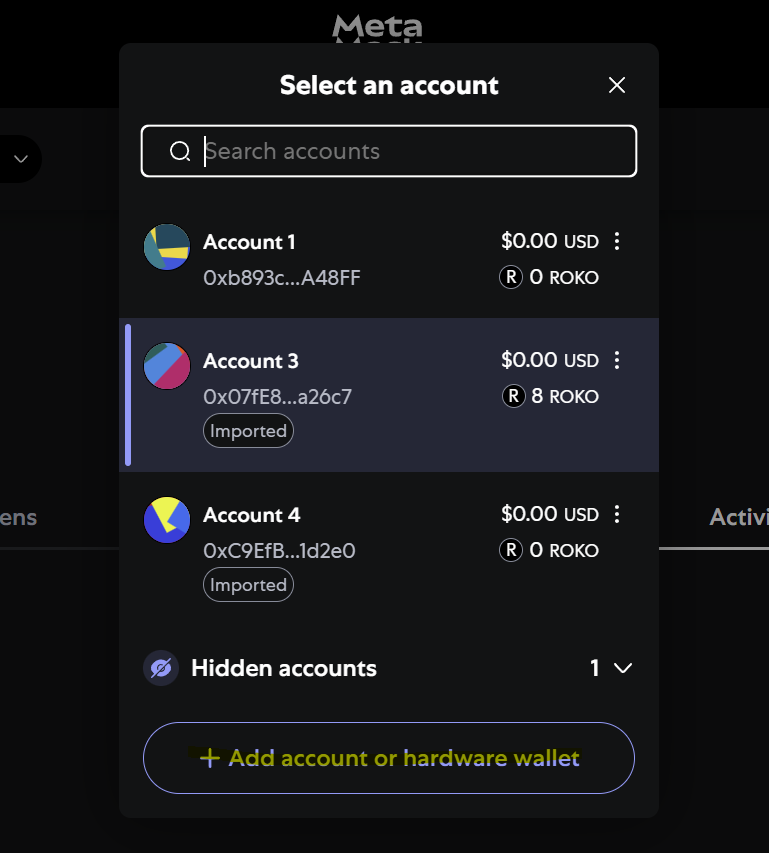 Meta
Select an account
Search accounts
Account 1
$0.00 USD
0xb893c...A48FF
R 0 ROKO
Account 3
$0.00 USD
0x07fE8...a26c7
R 8 ROKO
Imported
Account 4
$0.00 USD
0xC9EfB...1d2e0
R 0 ROKO
Imported
ens
Activi
Hidden accounts
1
+ Add account or hardware wallet